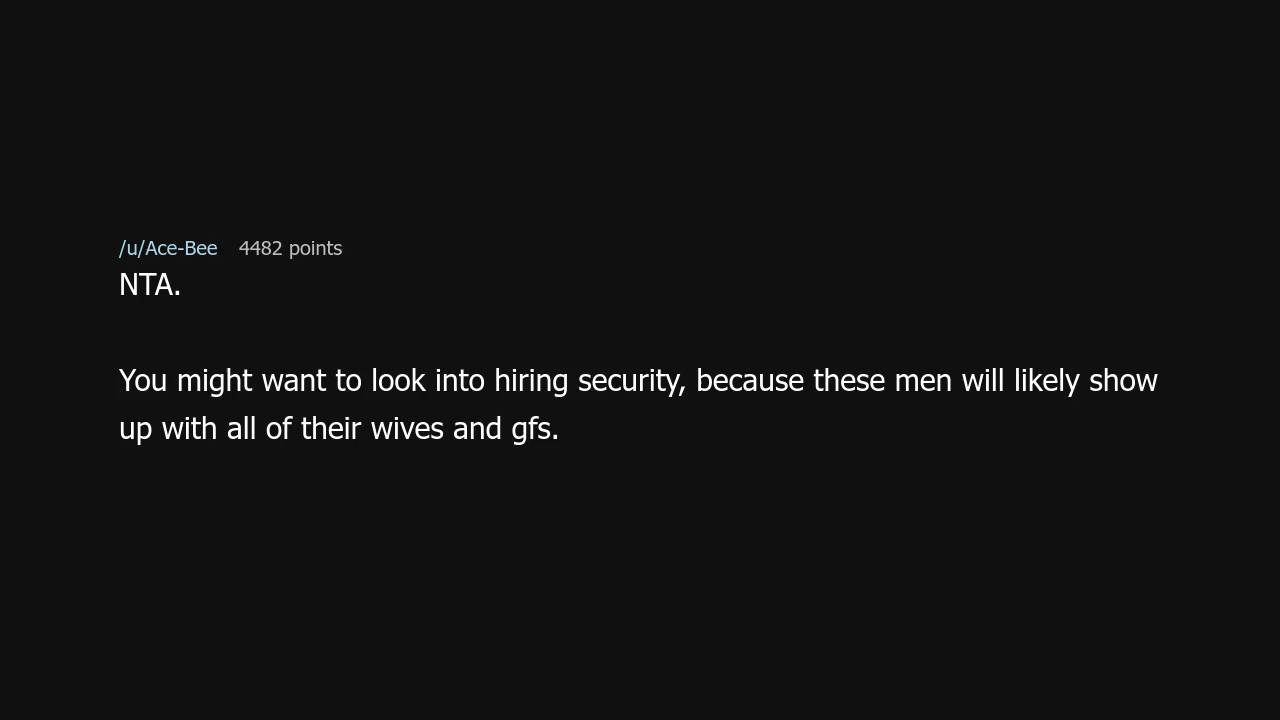 /u/Ace-Bee 4482 points
NTA.
You might want to look into hiring security, because these men will likely show
up with all of their wives and gfs.